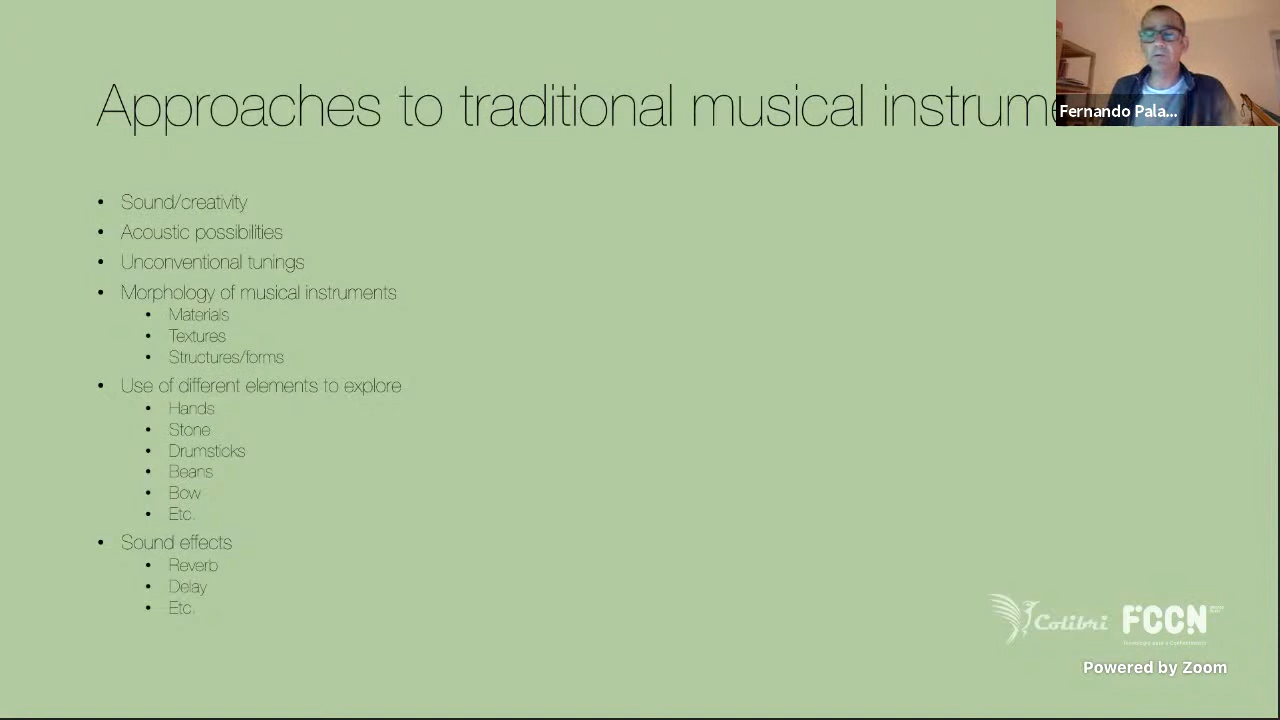 Approaches to traditional musical instrum
Fernando Pala...
• Sound/creativity
• Acoustic possibilities
• Unconventional tunings
• Morphology of musical instruments
• Materials
• Textures
• Structures/forms
• Use of different elements to explore
• Hands
• Stone
• Drumsticks
• Beans
• Bow
• Etc.
• Sound effects
• Reverb
• Delay
• Etc.
Colibri FCCN
Powered by Zoom